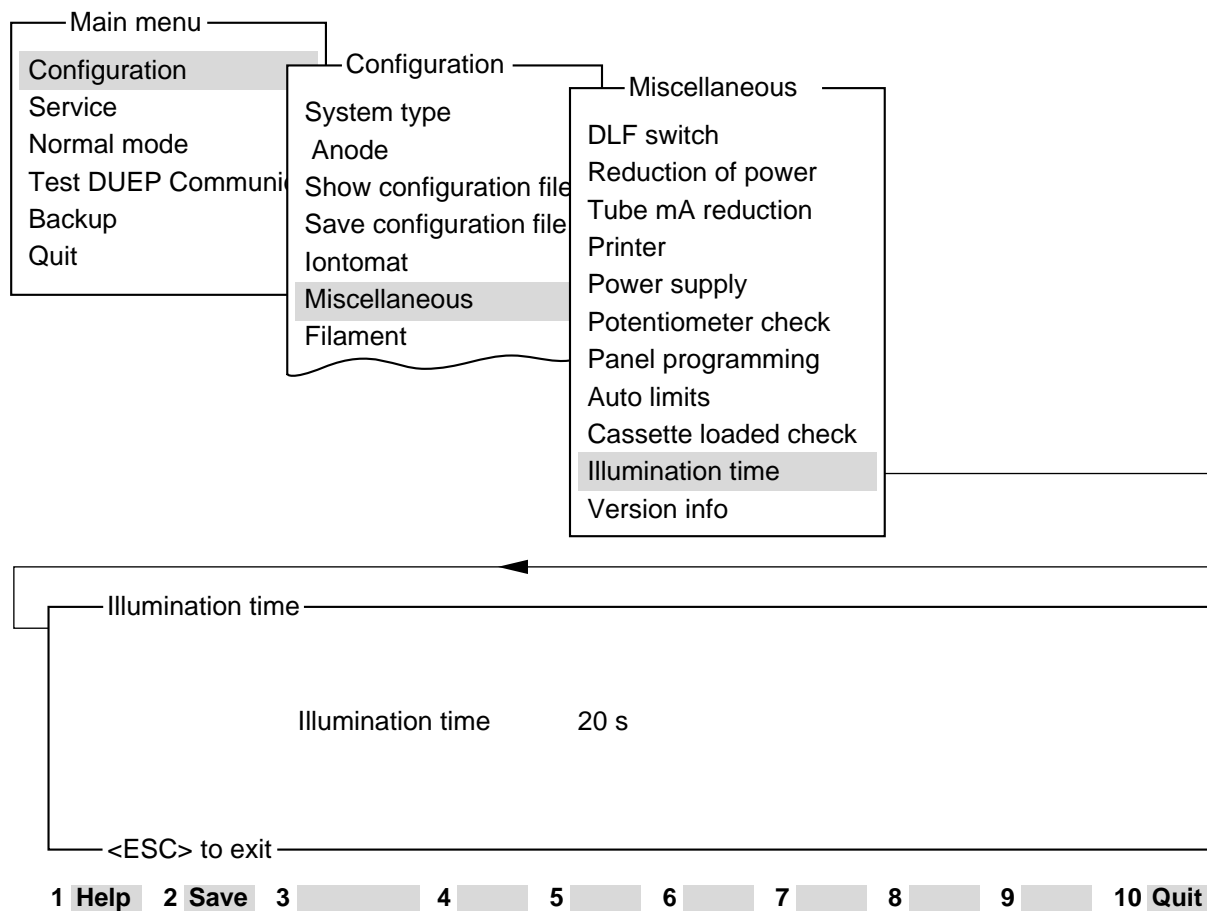 Main menu
Configuration
Service
Normal mode
Test DUEP Communi
Backup
Quit
Configuration
System type
Anode
Show configuration file
Save configuration file
Iontomat
Miscellaneous
Filament
Miscellaneous
DLF switch
Reduction of power
Tube mA reduction
Printer
Power supply
Potentiometer check
Panel programming
Auto limits
Cassette loaded check
Illumination time
Version info
Illumination time
Illumination time 20 s
<ESC> to exit
1 Help 2 Save 3 4 5 6 7 8 9 10 Quit